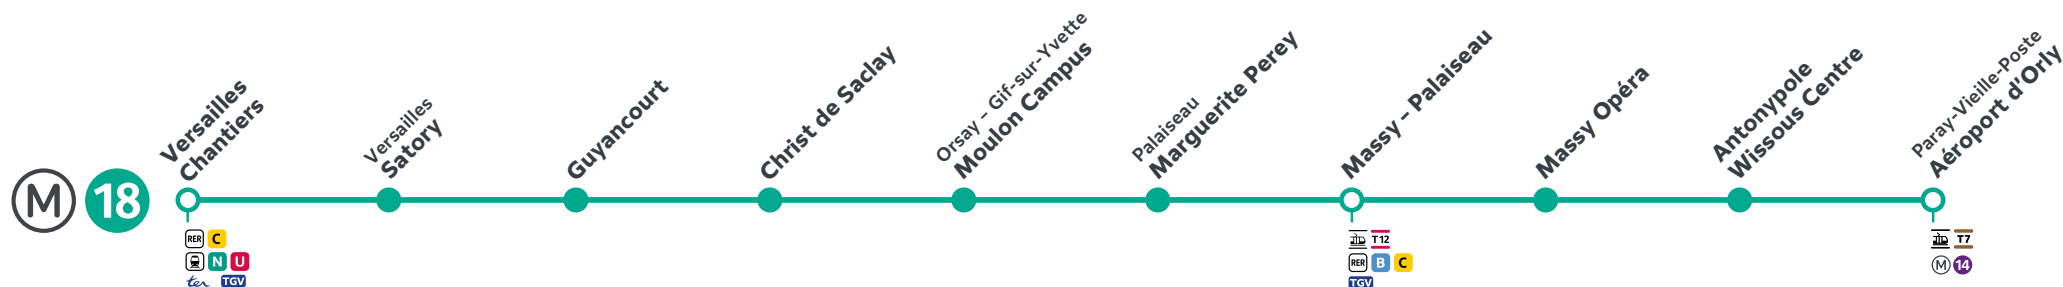 M 18
Versailles
Chantiers
Versailles
Satory
Guyancourt
Christ de Saclay
Orsay – Gif-sur-Yvette
Moulon Campus
Palaiseau
Marguerite Perey
Massy – Palaiseau
Massy Opéra
Antonypole
Wissous Centre
Paray-Vieille-Poste
Aéroport d'Orly
RER C
N U
ter TGV
T12
RER B C
TGV
T7
M 14